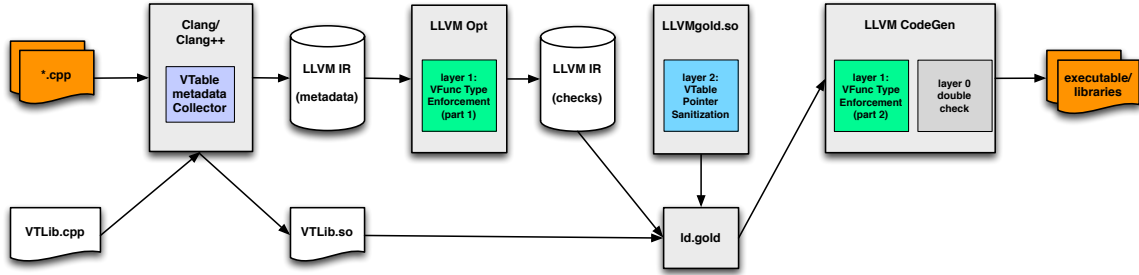 *.cpp
Clang/
Clang++
VTable
metadata
Collector
LLVM IR
(metadata)
LLVM Opt
layer 1:
VFunc Type
Enforcement
(part 1)
LLVM IR
(checks)
LLVMgold.so
layer 2:
VTable
Pointer
Sanitization
LLVM CodeGen
layer 1:
VFunc Type
Enforcement
(part 2)
layer 0
double
check
executable/
libraries
VTLib.cpp
VTLib.so
ld.gold